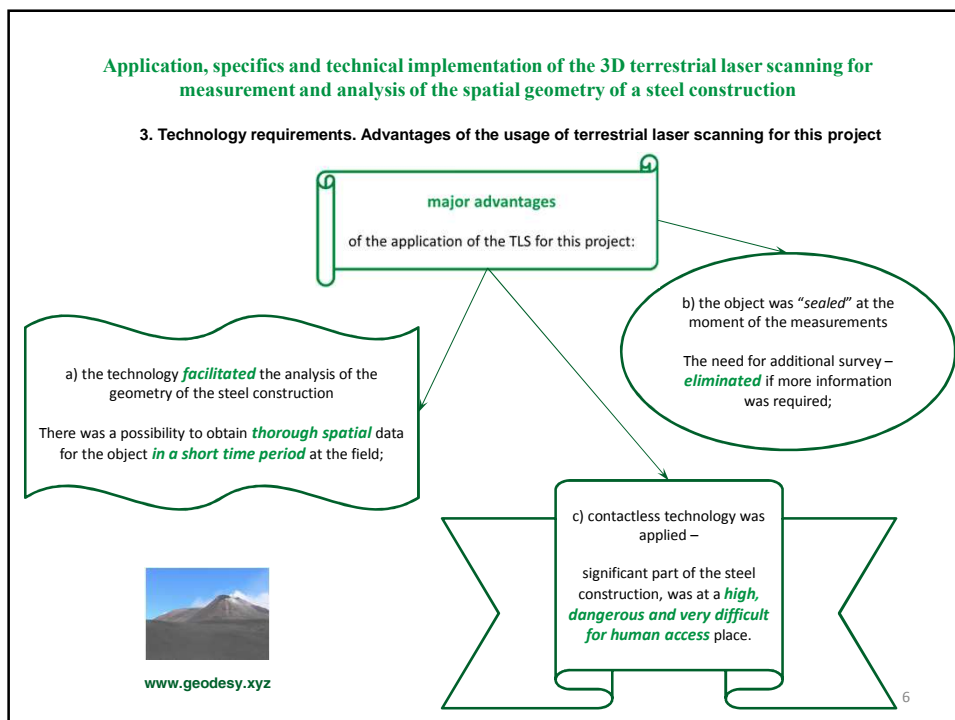 Application, specifics and technical implementation of the 3D terrestrial laser scanning for
measurement and analysis of the spatial geometry of a steel construction
3. Technology requirements. Advantages of the usage of terrestrial laser scanning for this project
major advantages
of the application of the TLS for this project:
a) the technology facilitated the analysis of the
geometry of the steel construction
There was a possibility to obtain thorough spatial data
for the object in a short time period at the field;
b) the object was “sealed” at the
moment of the measurements
The need for additional survey –
eliminated if more information
was required;
c) contactless technology was
applied –
significant part of the steel
construction, was at a high,
dangerous and very difficult
for human access place.
www.geodesy.xyz
6